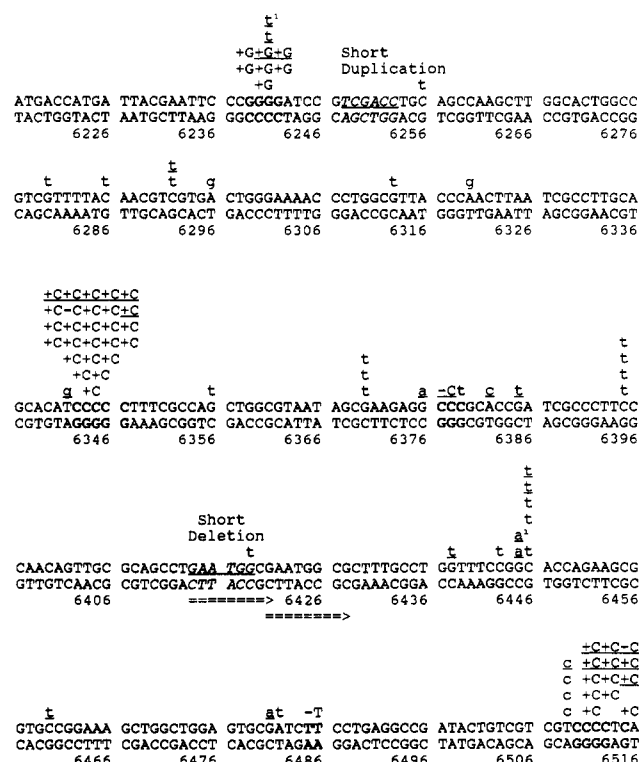 t¹
t
+G+G+G Short
+G+G+G Duplication
+G t
ATGACCATGA TTACGAATTC CCGGGGATCC GTCGACCTGC AGCCAAGCTT GGCACTGGCC
TACTGGTACT AATGCTTAAG GGCCCCTAGG CAGCTGGACG TCGGTTCGAA CCGTGACCGG
6226 6236 6246 6256 6266 6276
t
t t t g t g
GTCGTTTTAC AACGTCGTGA CTGGGAAAAC CCTGGCGTTA CCCAACTTAA TCGCCTTGCA
CAGCAAAATG TTGCAGCACT GACCCTTTTG GGACCGCAAT GGGTTGAATT AGCGGAACGT
6286 6296 6306 6316 6326 6336
+C+C+C+C+C
+C-C+C+C+C
+C+C+C+C+C
+C+C+C+C+C t
+C+C+C t t
+C+C t t
g +C t t a -Ct c t t
GCACATCCCC CTTTCGCCAG CTGGCGTAAT AGCGAAGAGG CCCGCACCGA TCGCCCTTCC
CGTGTAGGGG GAAAGCGGTC GACCGCATTA TCGCTTCTCC GGGCGTGGCT AGCGGGAAGG
6346 6356 6366 6376 6386 6396
t
t
t
Short t
Deletion a¹
t t t at
CAACAGTTGC GCAGCCTGAA TGGCGAATGG CGCTTTGCCT GGTTTCCGGC ACCAGAAGCG
GTTGTCAACG CGTCGGACTT ACCGCTTACC GCGAAACGGA CCAAAGGCCG TGGTCTTCGC
6406 ========> 6426 6436 6446 6456
========>
+C+C-C
c +C+C+C
c +C+C+C
c +C+C
t at -T c +C +C
GTGCCGGAAA GCTGGCTGGA GTGCGATCTT CCTGAGGCCG ATACTGTCGT CGTCCCCTCA
CACGGCCTTT CGACCGACCT CACGCTAGAA GGACTCCGGC TATGACAGCA GCAGGGGAGT
6466 6476 6486 6496 6506 6516